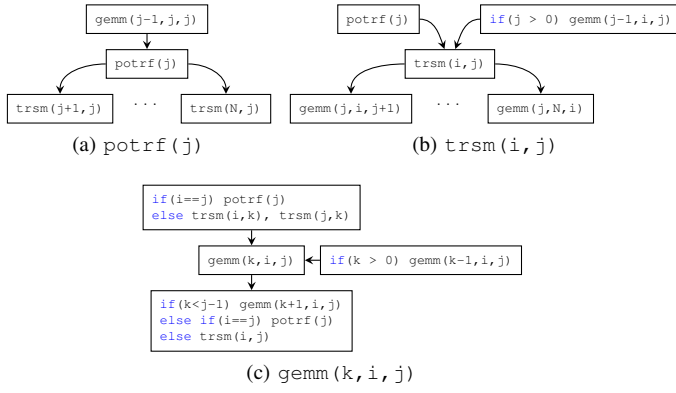 gemm(j-1,j,j)
potrf(j)
trsm(j+1,j) ... trsm(N,j)
(a) potrf(j)
potrf(j) if(j > 0) gemm(j-1,i,j)
trsm(i,j)
gemm(j,i,j+1) ... gemm(j,N,i)
(b) trsm(i,j)
if(i==j) potrf(j)
else trsm(i,k), trsm(j,k)
gemm(k,i,j) if(k > 0) gemm(k-1,i,j)
if(k<j-1) gemm(k+1,i,j)
else if(i==j) potrf(j)
else trsm(i,j)
(c) gemm(k,i,j)